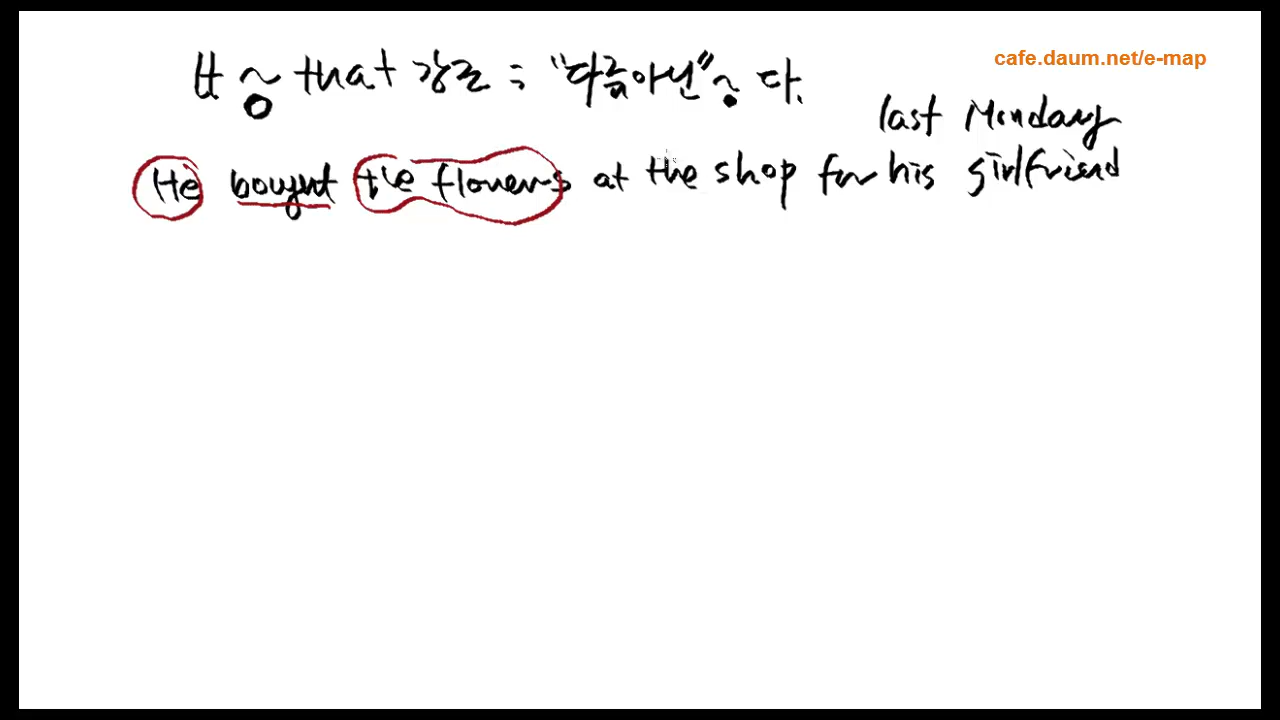 cafe.daum.net/e-map
It ~ that 강조 : "다름아닌" ~ 다.
last Monday
He bought the flowers at the shop for his girlfriend